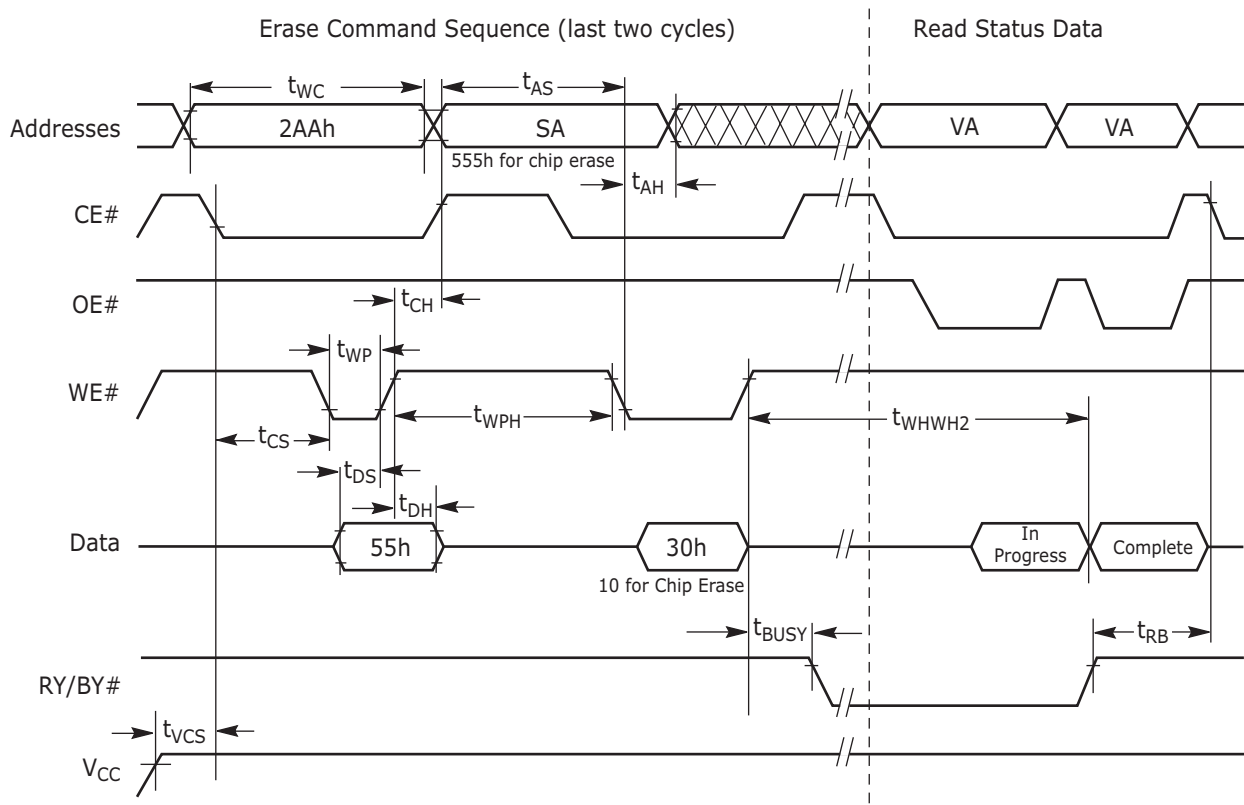 Erase Command Sequence (last two cycles) Read Status Data
tWC tAS
Addresses 2AAh SA VA VA
555h for chip erase
tAH
CE#
OE#
tCH
tWP
WE#
tWPH tWHWH2
tCS
tDS
tDH
Data 55h 30h In Progress Complete
10 for Chip Erase
tBUSY tRB
RY/BY#
tVCS
VCC